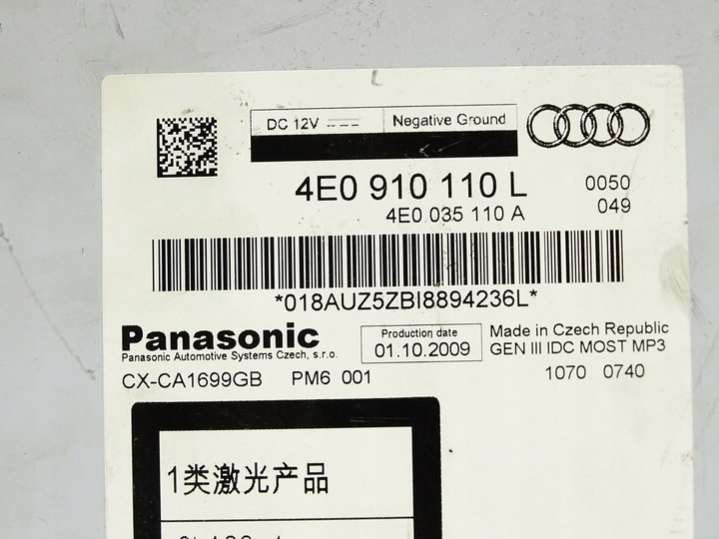 DC 12V
Negative Ground
4E0 910 110 L
0050
4E0 035 110 A
049
*018AUZ5ZBI8894236L*
Panasonic
Panasonic Automotive Systems Czech, s.r.o.
Production date
01.10.2009
Made in Czech Republic
GEN III IDC MOST MP3
CX-CA1699GB PM6 001
1070 0740
1类激光产品